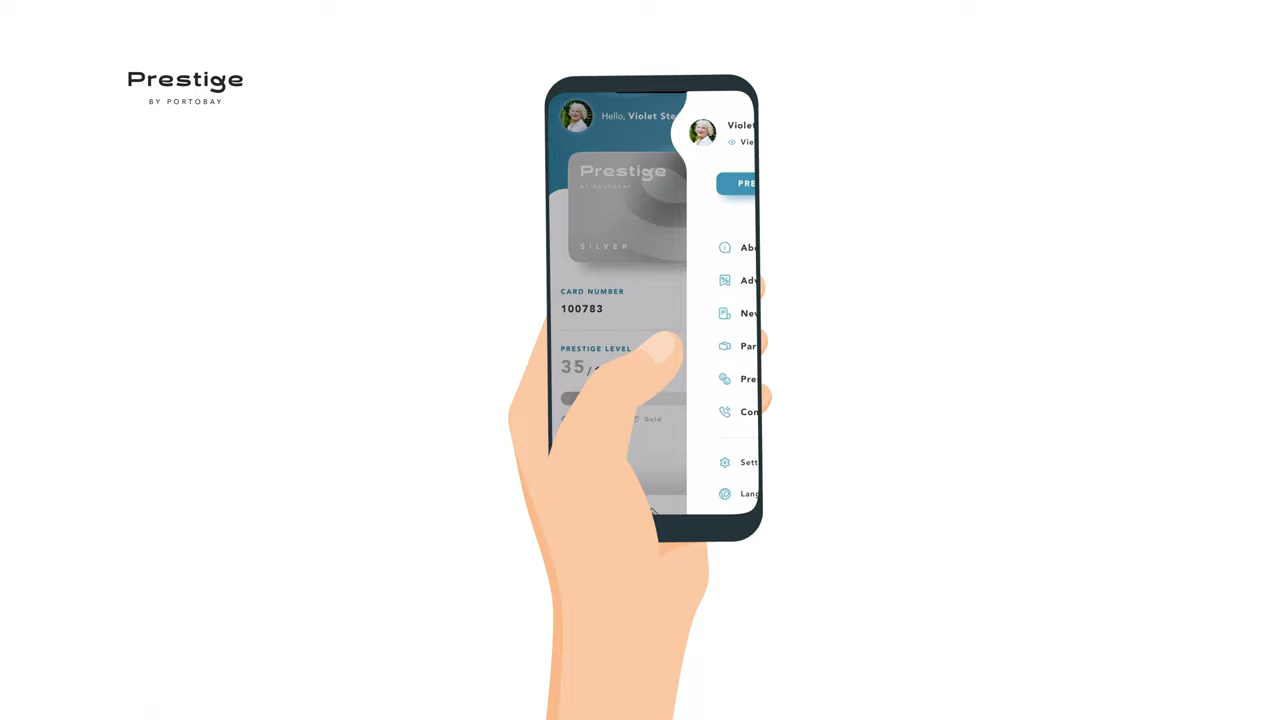 Prestige
BY PORTOBAY
Hello, Violet Ste
Prestige
BY PORTOBAY
SILVER
CARD NUMBER
100783
PRESTIGE LEVEL
35/
Gold
Violet
Vie
PRE
Abo
Adv
New
Par
Pre
Con
Sett
Lang